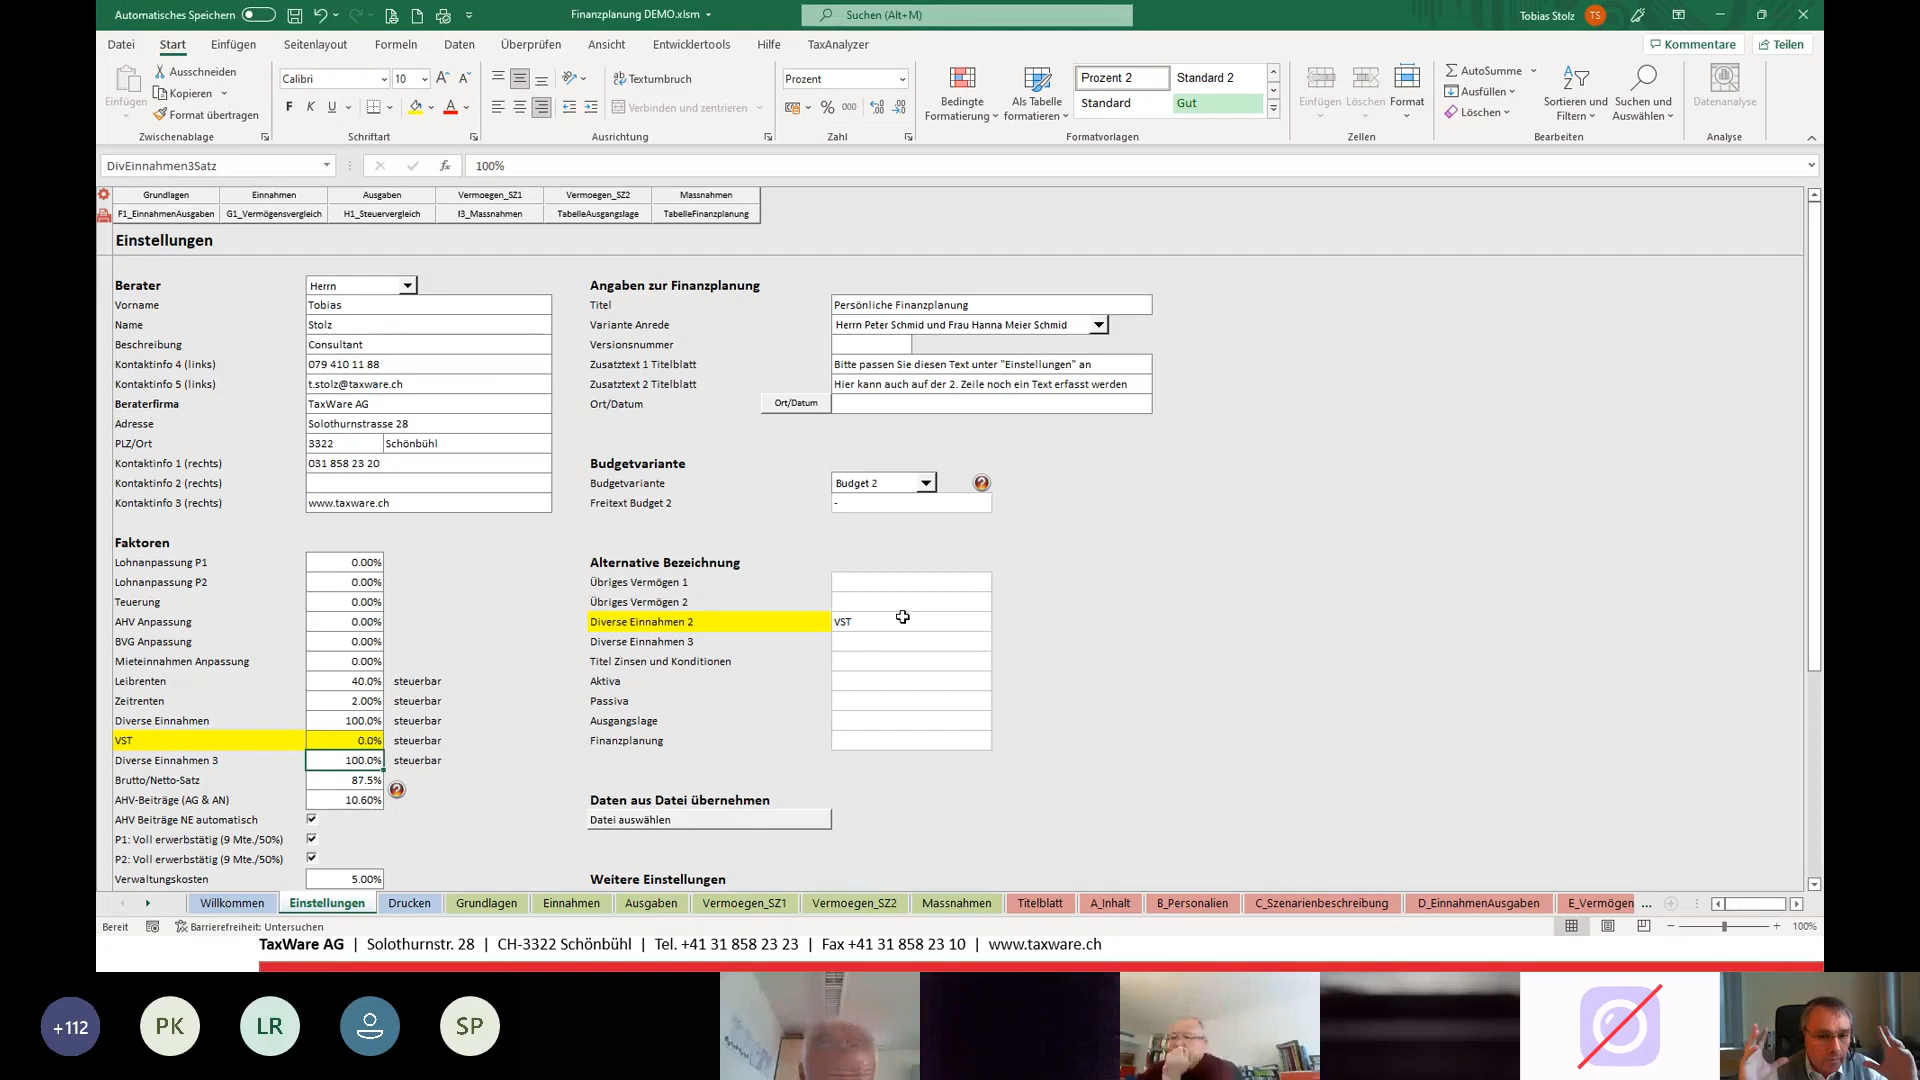 Automatisches Speichern
Finanzplanung DEMO.xlsm
Suchen (Alt+M)
Tobias Stolz
TS
Datei Start Einfügen Seitenlayout Formeln Daten Überprüfen Ansicht Entwicklertools Hilfe TaxAnalyzer
Kommentare Teilen
Einfügen
Ausschneiden
Kopieren
Format übertragen
Zwischenablage
Calibri 10
F K U
Schriftart
Textumbruch
Verbinden und zentrieren
Ausrichtung
Prozent
% 000
Zahl
Bedingte Formatierung
Als Tabelle formatieren
Prozent 2 Standard 2
Standard Gut
Formatvorlagen
Einfügen Löschen Format
Zellen
AutoSumme
Ausfüllen
Löschen
Sortieren und Filtern
Suchen und Auswählen
Bearbeiten
Datenanalyse
Analyse
DivEinnahmen3Satz fx 100%
Grundlagen Einnahmen Ausgaben Vermoegen_SZ1 Vermoegen_SZ2 Massnahmen
F1_EinnahmenAusgaben G1_Vermögensvergleich H1_Steuervergleich I3_Massnahmen TabelleAusgangslage TabelleFinanzplanung
Einstellungen
Berater Herrn
Vorname Tobias
Name Stolz
Beschreibung Consultant
Kontaktinfo 4 (links) 079 410 11 88
Kontaktinfo 5 (links) t.stolz@taxware.ch
Beraterfirma TaxWare AG
Adresse Solothurnstrasse 28
PLZ/Ort 3322 Schönbühl
Kontaktinfo 1 (rechts) 031 858 23 20
Kontaktinfo 2 (rechts)
Kontaktinfo 3 (rechts) www.taxware.ch
Angaben zur Finanzplanung
Titel Persönliche Finanzplanung
Variante Anrede Herrn Peter Schmid und Frau Hanna Meier Schmid
Versionsnummer
Zusatztext 1 Titelblatt Bitte passen Sie diesen Text unter "Einstellungen" an
Zusatztext 2 Titelblatt Hier kann auch auf der 2. Zeile noch ein Text erfasst werden
Ort/Datum Ort/Datum
Budgetvariante
Budgetvariante Budget 2
Freitext Budget 2 -
Faktoren
Lohnanpassung P1 0.00%
Lohnanpassung P2 0.00%
Teuerung 0.00%
AHV Anpassung 0.00%
BVG Anpassung 0.00%
Mieteinnahmen Anpassung 0.00%
Leibrenten 40.0% steuerbar
Zeitrenten 2.00% steuerbar
Diverse Einnahmen 100.0% steuerbar
VST 0.0% steuerbar
Diverse Einnahmen 3 100.0% steuerbar
Brutto/Netto-Satz 87.5%
AHV-Beiträge (AG & AN) 10.60%
AHV Beiträge NE automatisch
P1: Voll erwerbstätig (9 Mte./50%)
P2: Voll erwerbstätig (9 Mte./50%)
Verwaltungskosten 5.00%
Alternative Bezeichnung
Übriges Vermögen 1
Übriges Vermögen 2
Diverse Einnahmen 2 VST
Diverse Einnahmen 3
Titel Zinsen und Konditionen
Aktiva
Passiva
Ausgangslage
Finanzplanung
Daten aus Datei übernehmen
Datei auswählen
Weitere Einstellungen
Willkommen Einstellungen Drucken Grundlagen Einnahmen Ausgaben Vermoegen_SZ1 Vermoegen_SZ2 Massnahmen Titelblatt A_Inhalt B_Personalien C_Szenarienbeschreibung D_EinnahmenAusgaben E_Vermögen ...
Bereit Barrierefreiheit: Untersuchen 100%
TaxWare AG | Solothurnstr. 28 | CH-3322 Schönbühl | Tel. +41 31 858 23 23 | Fax +41 31 858 23 10 | www.taxware.ch
+112 PK LR SP